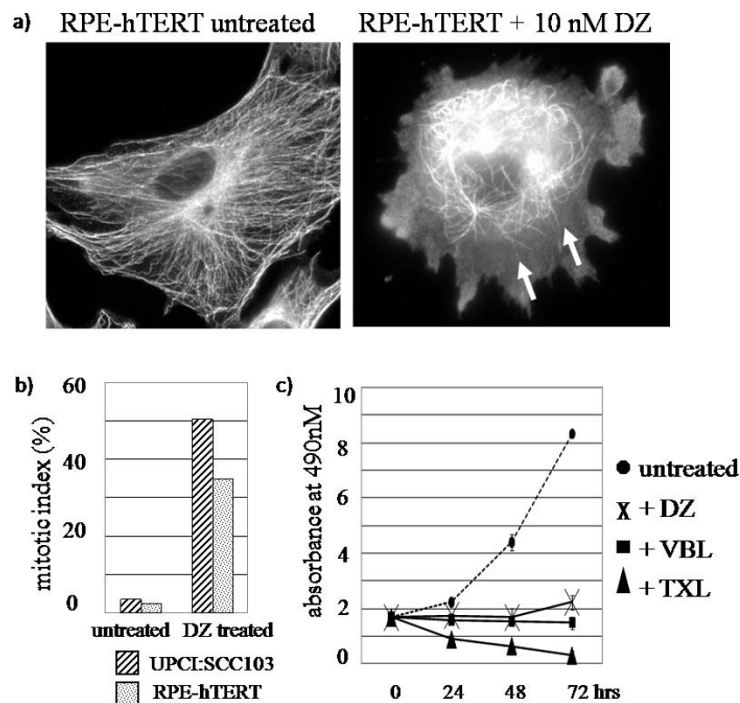 a) RPE-hTERT untreated RPE-hTERT + 10 nM DZ
b)
60
40
20
0
mitotic index (%)
untreated DZ treated
UPCI:SCC103
RPE-hTERT
c)
10
8
6
4
2
0
absorbance at 490nM
0 24 48 72 hrs
untreated
+ DZ
+ VBL
+ TXL